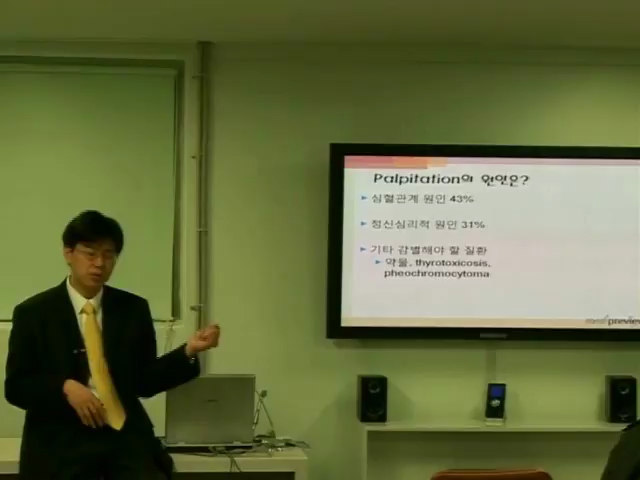 Palpitation의 원인은?
심혈관계 원인 43%
정신심리적 원인 31%
기타 감별해야 할 질환
약물, thyrotoxicosis,
pheochromocytoma